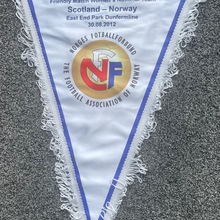 Friendly Match Women's National Team
Scotland – Norway
East End Park Dunfermline
30.08.2012
NORGES FOTBALLFORBUND
THE FOOTBALL ASSOCIATION OF NORWAY
NFF